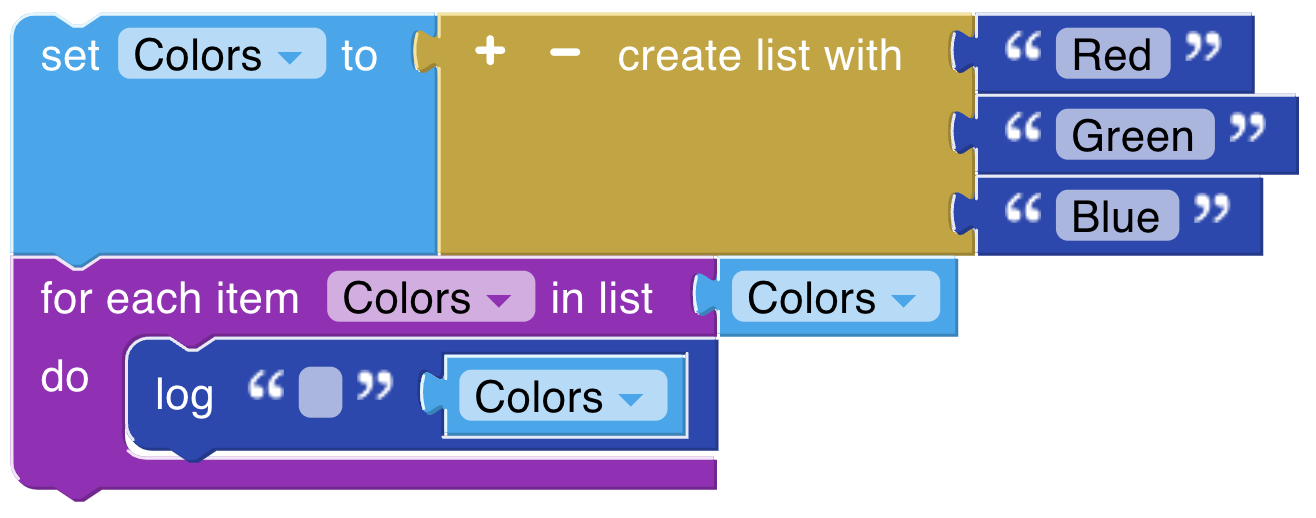 set Colors to + − create list with “ Red ”
“ Green ”
“ Blue ”
for each item Colors in list Colors
do
log “ ” Colors